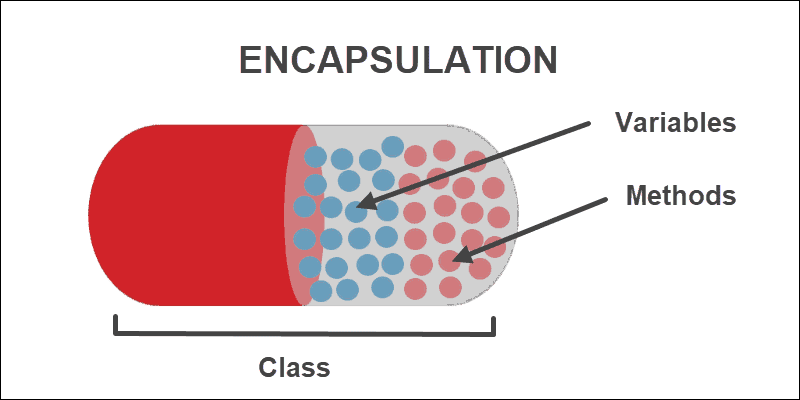 ENCAPSULATION
Variables
Methods
Class